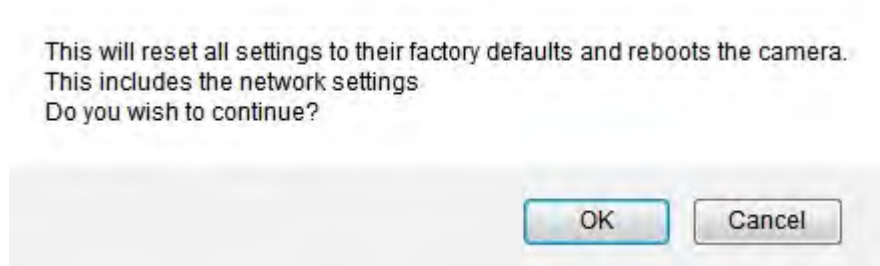 This will reset all settings to their factory defaults and reboots the camera.
This includes the network settings
Do you wish to continue?
OK Cancel